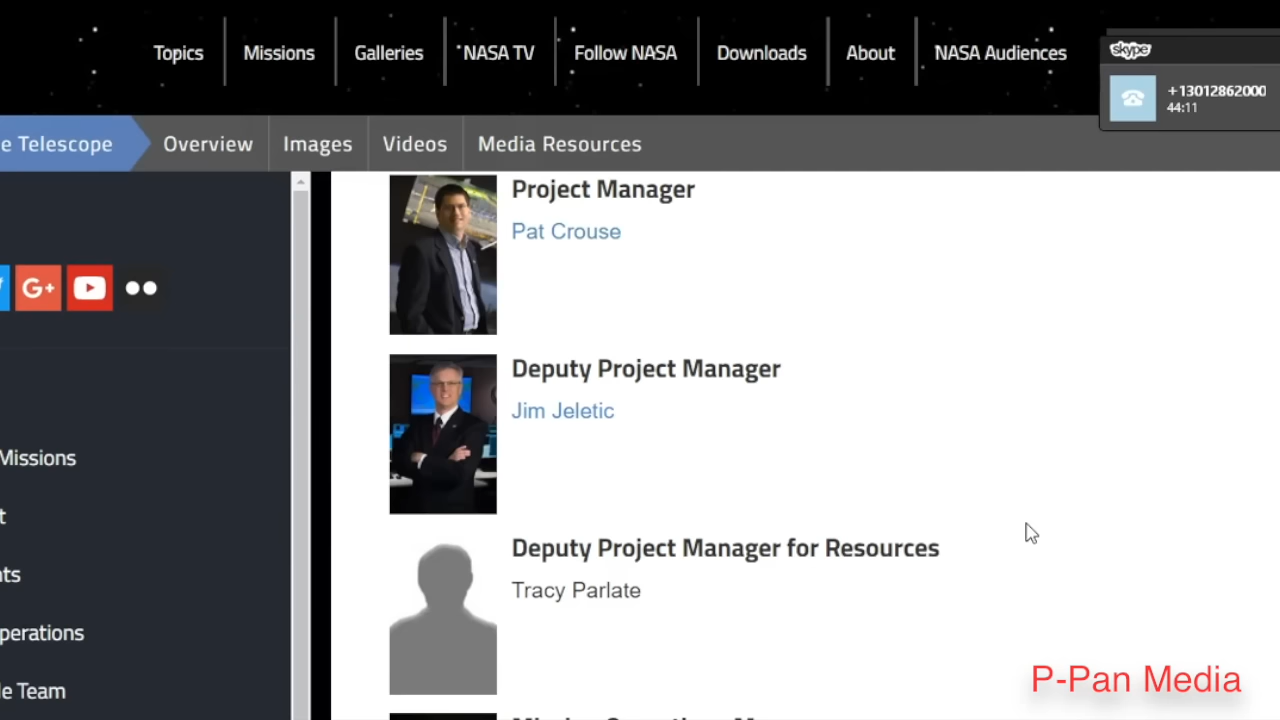 Topics
Missions
Galleries
NASA TV
Follow NASA
Downloads
About
NASA Audiences
skype
+13012862000
44:11
e Telescope
Overview
Images
Videos
Media Resources
Project Manager
Pat Crouse
G+
Deputy Project Manager
Jim Jeletic
Missions
t
nts
perations
le Team
Deputy Project Manager for Resources
Tracy Parlate
P-Pan Media